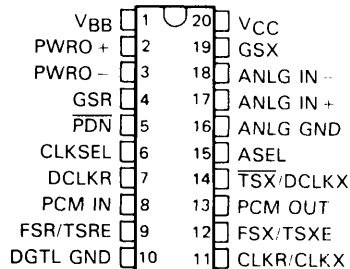 VBB 1 20 VCC
PWRO + 2 19 GSX
PWRO – 3 18 ANLG IN –
GSR 4 17 ANLG IN +
PDN 5 16 ANLG GND
CLKSEL 6 15 ASEL
DCLKR 7 14 TSX/DCLKX
PCM IN 8 13 PCM OUT
FSR/TSRE 9 12 FSX/TSXE
DGTL GND 10 11 CLKR/CLKX